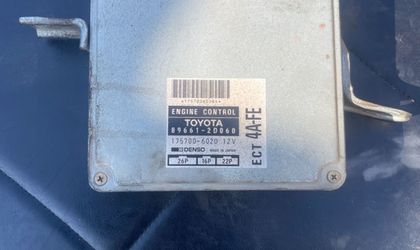 ENGINE CONTROL
TOYOTA
89661-2D060
175700-6020 12V
DENSO MADE IN JAPAN
26P 16P 22P
ECT 4A-FE